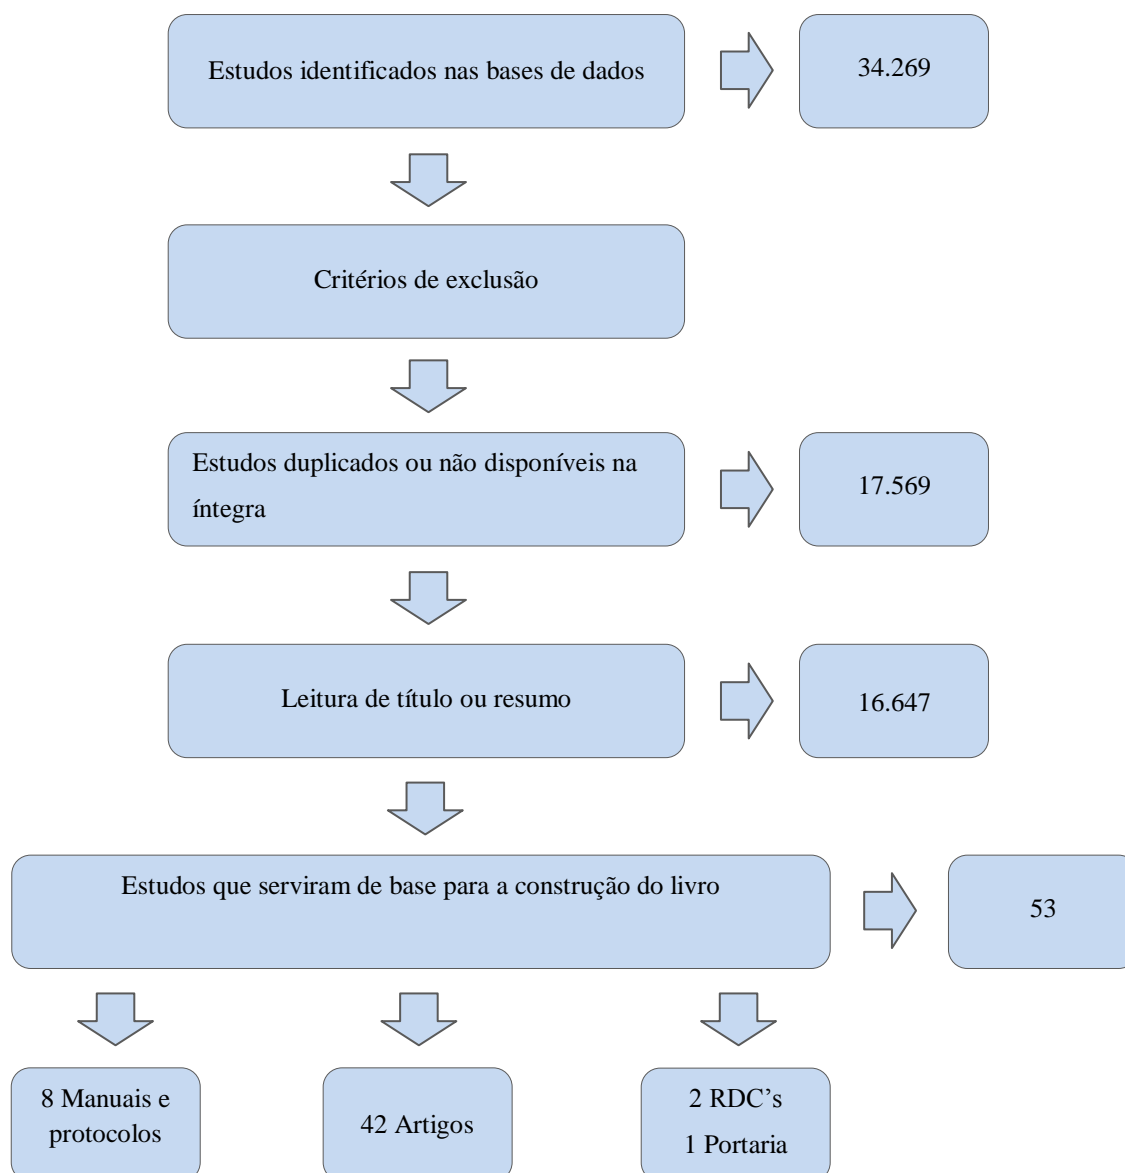 Estudos identificados nas bases de dados
34.269
Critérios de exclusão
Estudos duplicados ou não disponíveis na
íntegra
17.569
Leitura de título ou resumo
16.647
Estudos que serviram de base para a construção do livro
53
8 Manuais e
protocolos
42 Artigos
2 RDC’s
1 Portaria